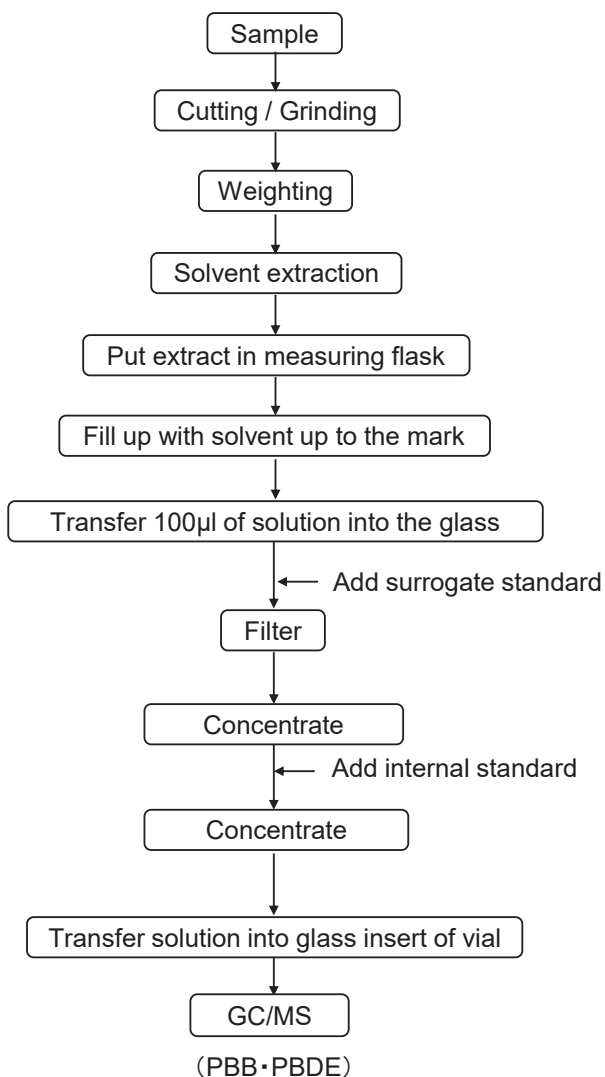 Sample
Cutting / Grinding
Weighting
Solvent extraction
Put extract in measuring flask
Fill up with solvent up to the mark
Transfer 100μl of solution into the glass
Add surrogate standard
Filter
Concentrate
Add internal standard
Concentrate
Transfer solution into glass insert of vial
GC/MS
（PBB･PBDE）